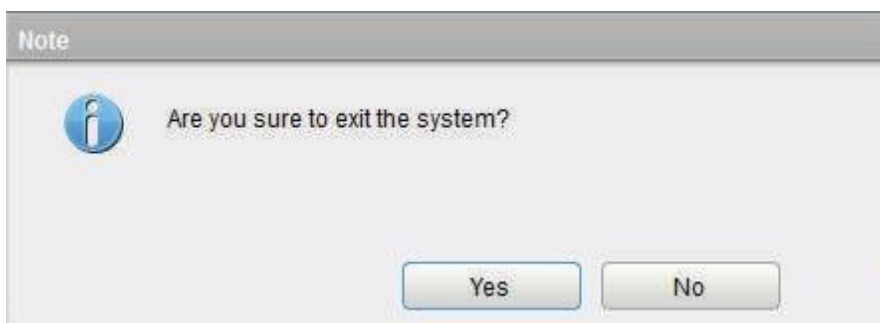 Note
Are you sure to exit the system?
Yes No